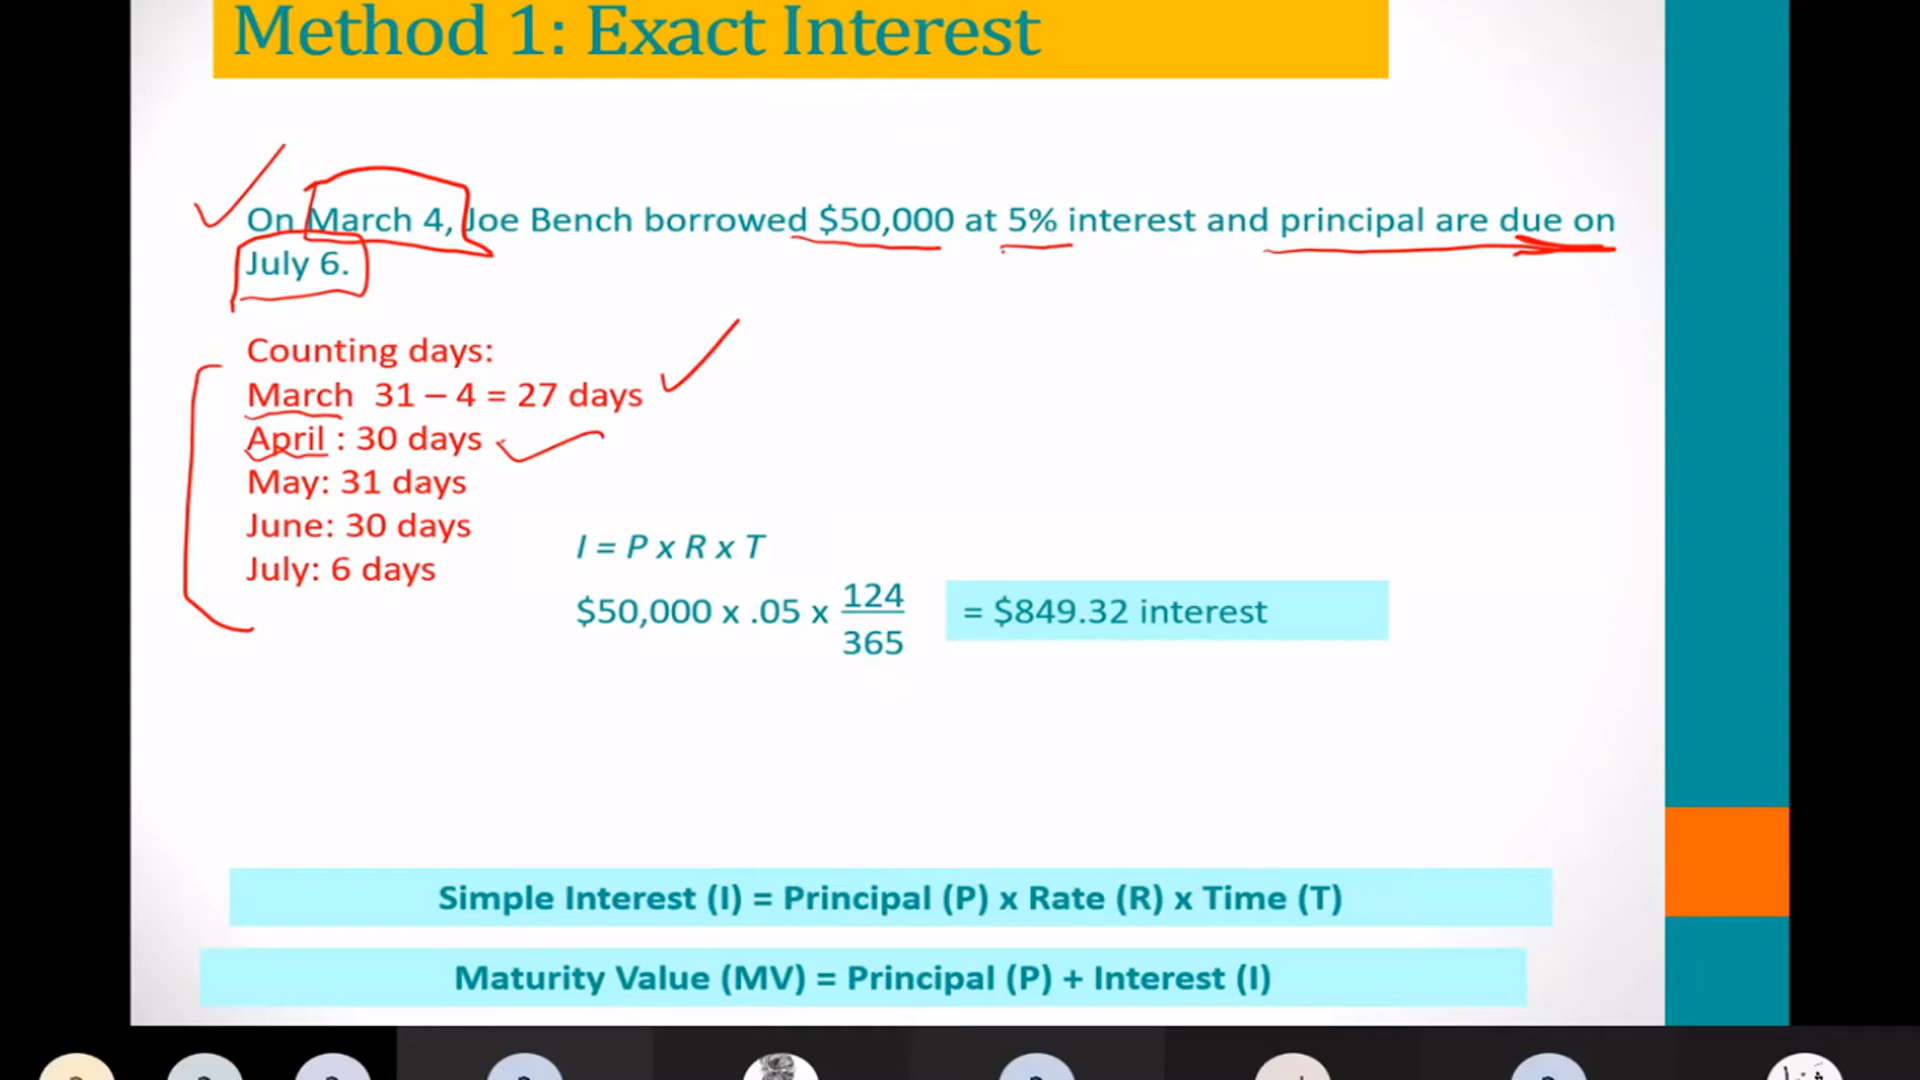 Method 1: Exact Interest
On March 4, Joe Bench borrowed $50,000 at 5% interest and principal are due on
July 6.
Counting days:
March 31 – 4 = 27 days
April : 30 days
May: 31 days
June: 30 days
July: 6 days
I = P x R x T
$50,000 x .05 x 124/365 = $849.32 interest
Simple Interest (I) = Principal (P) x Rate (R) x Time (T)
Maturity Value (MV) = Principal (P) + Interest (I)